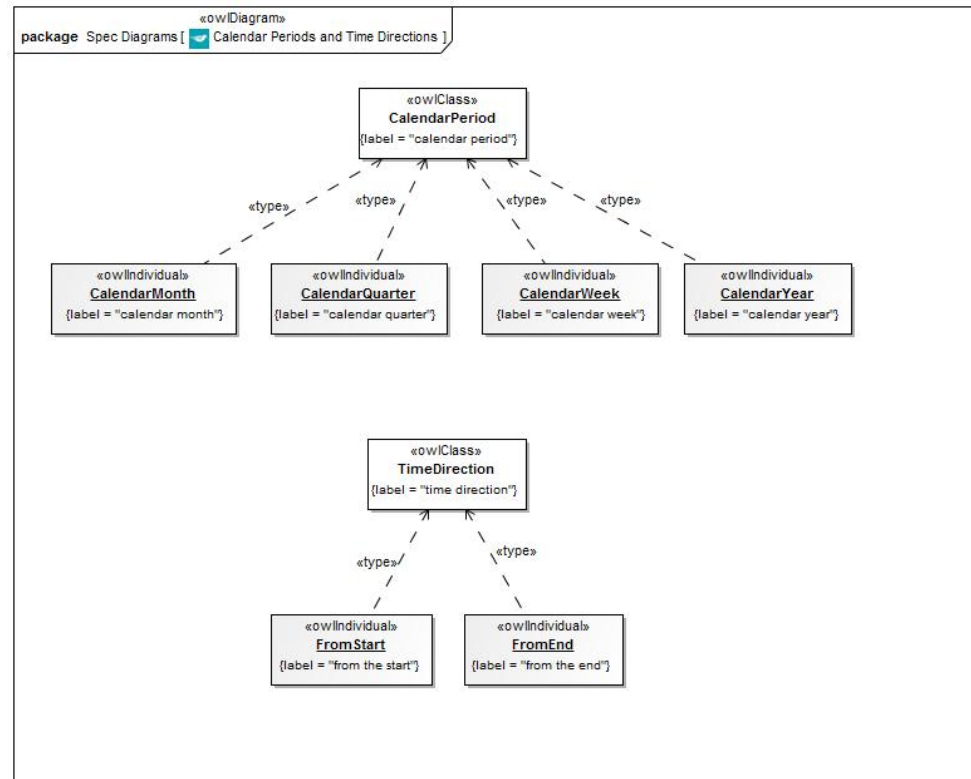 «owlDiagram»
package Spec Diagrams [ Calendar Periods and Time Directions ]
«owlClass»
CalendarPeriod
{label = "calendar period"}
«type»
«type»
«type»
«type»
«owlIndividual»
CalendarMonth
{label = "calendar month"}
«owlIndividual»
CalendarQuarter
{label = "calendar quarter"}
«owlIndividual»
CalendarWeek
{label = "calendar week"}
«owlIndividual»
CalendarYear
{label = "calendar year"}
«owlClass»
TimeDirection
{label = "time direction"}
«type»
«type»
«owlIndividual»
FromStart
{label = "from the start"}
«owlIndividual»
FromEnd
{label = "from the end"}